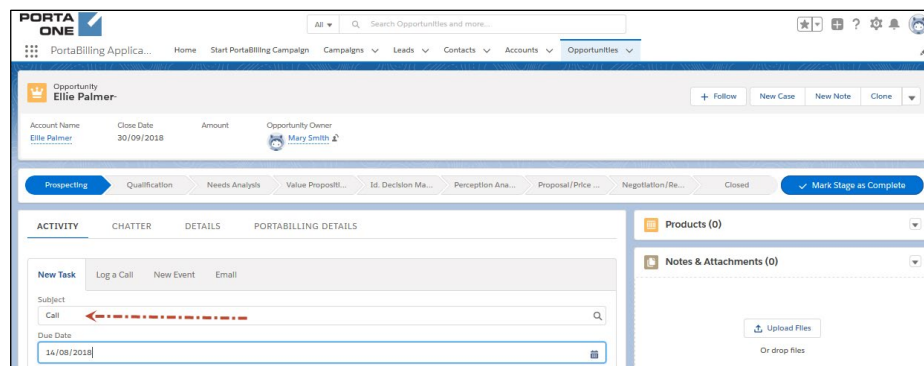 PORTA
ONE
All
Search Opportunities and more...
PortaBilling Applica...
Home
Start PortaBilling Campaign
Campaigns
Leads
Contacts
Accounts
Opportunities
Opportunity
Ellie Palmer-
+ Follow
New Case
New Note
Clone
Account Name
Close Date
Amount
Opportunity Owner
Ellie Palmer
30/09/2018
Mary Smith
Prospecting
Qualification
Needs Analysis
Value Propositi...
Id. Decision Ma...
Perception Ana...
Proposal/Price ...
Negotiation/Re...
Closed
Mark Stage as Complete
ACTIVITY
CHATTER
DETAILS
PORTABILLING DETAILS
Products (0)
New Task
Log a Call
New Event
Email
Notes & Attachments (0)
Subject
Call
Due Date
14/08/2018
Upload Files
Or drop files